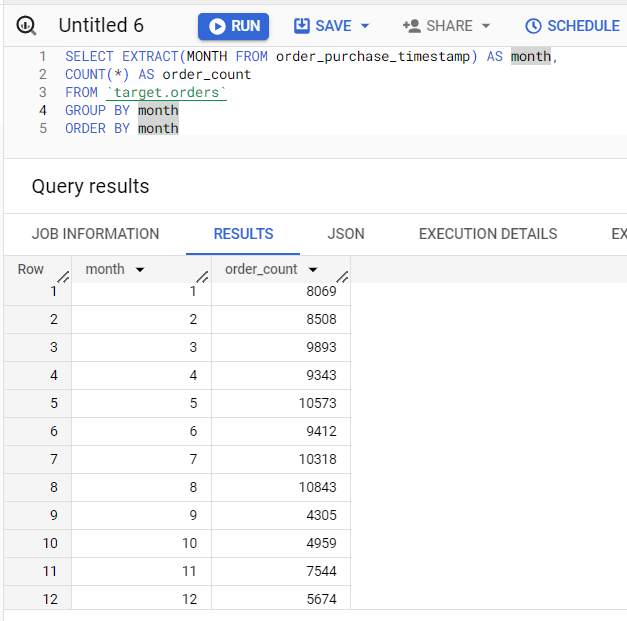 Untitled 6 RUN SAVE SHARE SCHEDULE
1 SELECT EXTRACT(MONTH FROM order_purchase_timestamp) AS month,
2 COUNT(*) AS order_count
3 FROM `target.orders`
4 GROUP BY month
5 ORDER BY month
Query results
JOB INFORMATION RESULTS JSON EXECUTION DETAILS EX
Row month order_count
1 1 8069
2 2 8508
3 3 9893
4 4 9343
5 5 10573
6 6 9412
7 7 10318
8 8 10843
9 9 4305
10 10 4959
11 11 7544
12 12 5674